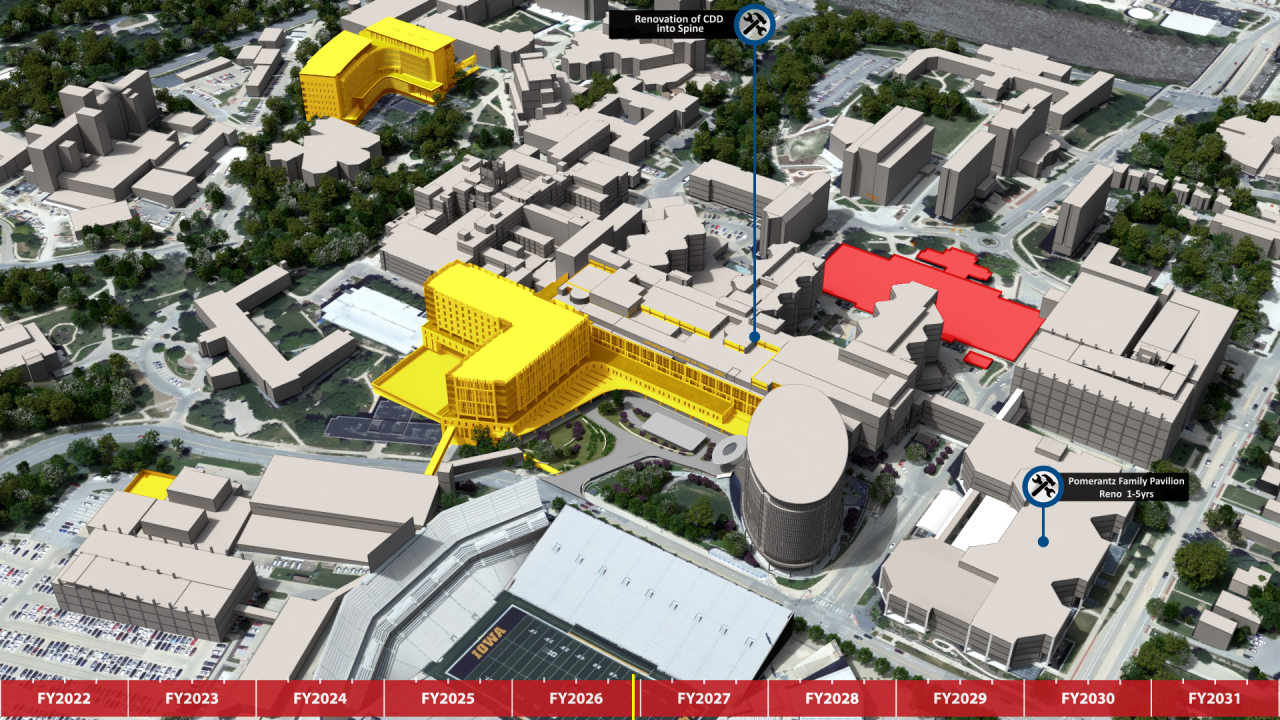 Renovation of CDD
into Spine
Pomerantz Family Pavilion
Reno 1-5yrs
IOWA
FY2022
FY2023
FY2024
FY2025
FY2026
FY2027
FY2028
FY2029
FY2030
FY2031